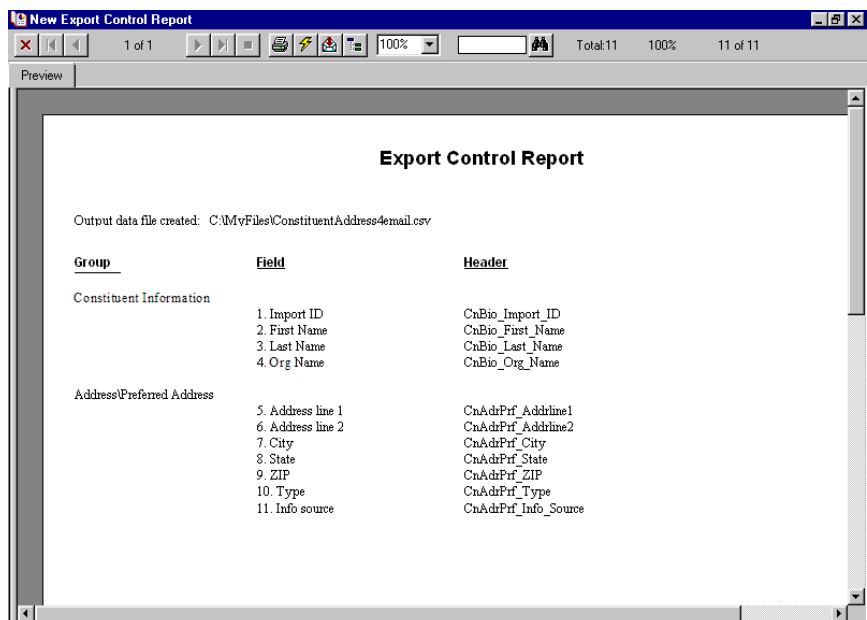 New Export Control Report
1 of 1 100% Total:11 100% 11 of 11
Preview
Export Control Report
Output data file created: C:\MyFiles\ConstituentAddress4email.csv
Group Field Header
Constituent Information
1. Import ID CnBio_Import_ID
2. First Name CnBio_First_Name
3. Last Name CnBio_Last_Name
4. Org Name CnBio_Org_Name
Address\Preferred Address
5. Address line 1 CnAdrPrf_Addrline1
6. Address line 2 CnAdrPrf_Addrline2
7. City CnAdrPrf_City
8. State CnAdrPrf_State
9. ZIP CnAdrPrf_ZIP
10. Type CnAdrPrf_Type
11. Info source CnAdrPrf_Info_Source